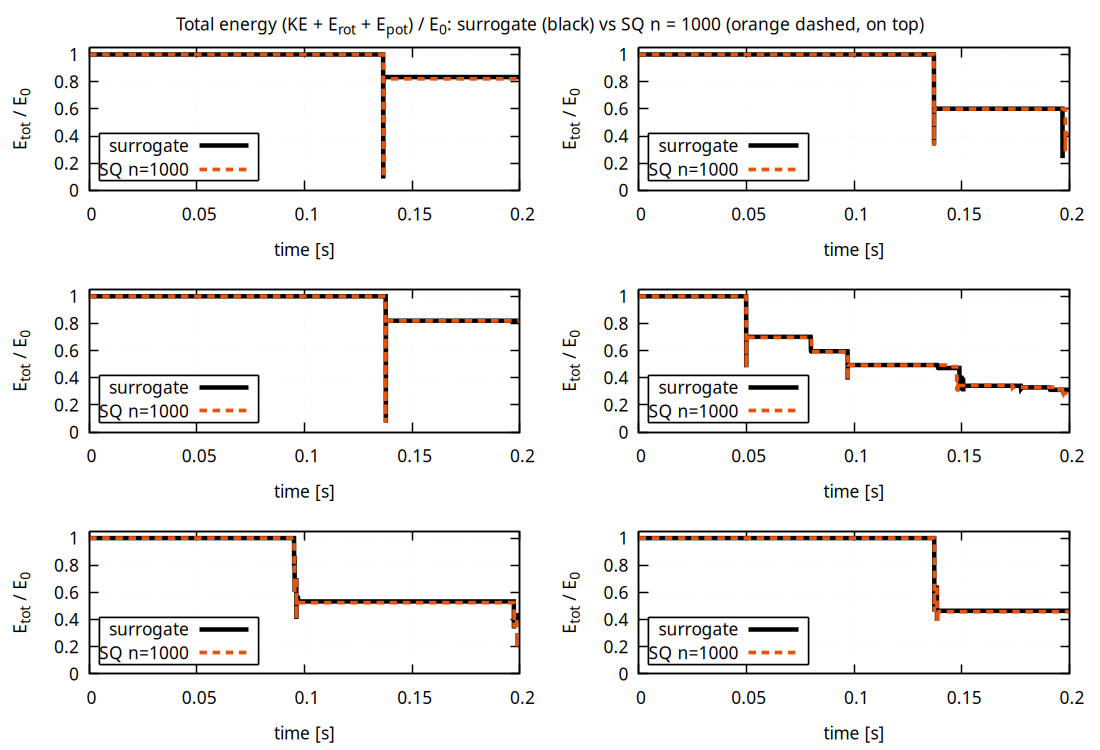 Total energy (KE + E_rot + E_pot) / E_0: surrogate (black) vs SQ n = 1000 (orange dashed, on top)
E_tot / E_0
1
0.8
0.6
0.4
0.2
0
surrogate
SQ n=1000
0 0.05 0.1 0.15 0.2
time [s]
E_tot / E_0
1
0.8
0.6
0.4
0.2
0
surrogate
SQ n=1000
0 0.05 0.1 0.15 0.2
time [s]
E_tot / E_0
1
0.8
0.6
0.4
0.2
0
surrogate
SQ n=1000
0 0.05 0.1 0.15 0.2
time [s]
E_tot / E_0
1
0.8
0.6
0.4
0.2
0
surrogate
SQ n=1000
0 0.05 0.1 0.15 0.2
time [s]
E_tot / E_0
1
0.8
0.6
0.4
0.2
0
surrogate
SQ n=1000
0 0.05 0.1 0.15 0.2
time [s]
E_tot / E_0
1
0.8
0.6
0.4
0.2
0
surrogate
SQ n=1000
0 0.05 0.1 0.15 0.2
time [s]